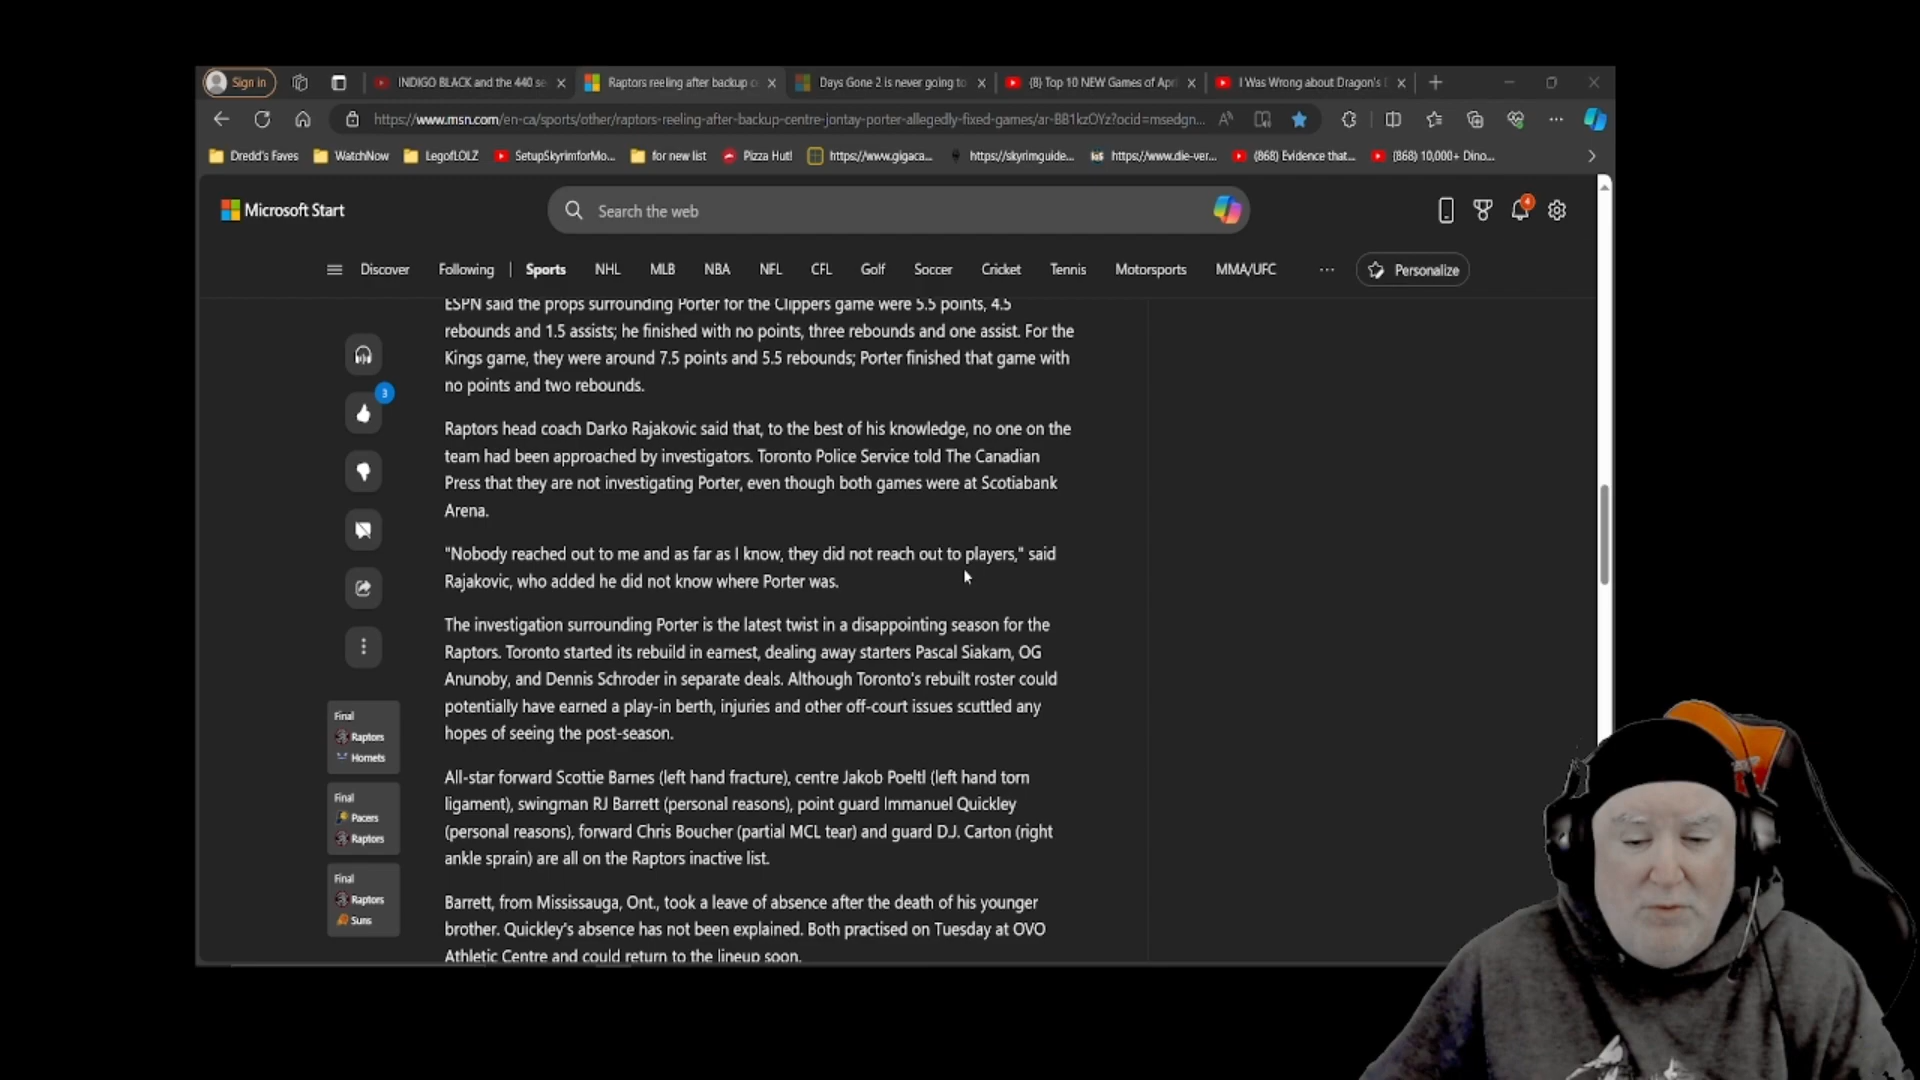 Sign in
INDIGO BLACK and the 440 se
Raptors reeling after backup c
Days Gone 2 is never going to
(8) Top 10 NEW Games of Apr
I Was Wrong about Dragon's
https://www.msn.com/en-ca/sports/other/raptors-reeling-after-backup-centre-jontay-porter-allegedly-fixed-games/ar-BB1kzOYz?ocid=msedgn...
Dredd's Faves
WatchNow
LegofLOLZ
SetupSkyrimforMo...
for new list
Pizza Hut!
https://www.gigaca...
https://skyrimguide...
https://www.die-ver...
(868) Evidence that...
(868) 10,000+ Dino...
Microsoft Start
Search the web
4
Discover
Following
Sports
NHL
MLB
NBA
NFL
CFL
Golf
Soccer
Cricket
Tennis
Motorsports
MMA/UFC
Personalize
ESPN said the props surrounding Porter for the Clippers game were 5.5 points, 4.5
rebounds and 1.5 assists; he finished with no points, three rebounds and one assist. For the
Kings game, they were around 7.5 points and 5.5 rebounds; Porter finished that game with
no points and two rebounds.
3
Raptors head coach Darko Rajakovic said that, to the best of his knowledge, no one on the
team had been approached by investigators. Toronto Police Service told The Canadian
Press that they are not investigating Porter, even though both games were at Scotiabank
Arena.
"Nobody reached out to me and as far as I know, they did not reach out to players," said
Rajakovic, who added he did not know where Porter was.
The investigation surrounding Porter is the latest twist in a disappointing season for the
Raptors. Toronto started its rebuild in earnest, dealing away starters Pascal Siakam, OG
Anunoby, and Dennis Schroder in separate deals. Although Toronto's rebuilt roster could
potentially have earned a play-in berth, injuries and other off-court issues scuttled any
hopes of seeing the post-season.
All-star forward Scottie Barnes (left hand fracture), centre Jakob Poeltl (left hand torn
ligament), swingman RJ Barrett (personal reasons), point guard Immanuel Quickley
(personal reasons), forward Chris Boucher (partial MCL tear) and guard D.J. Carton (right
ankle sprain) are all on the Raptors inactive list.
Barrett, from Mississauga, Ont., took a leave of absence after the death of his younger
brother. Quickley's absence has not been explained. Both practised on Tuesday at OVO
Athletic Centre and could return to the lineup soon.
Final
Raptors
Hornets
Final
Pacers
Raptors
Final
Raptors
Suns